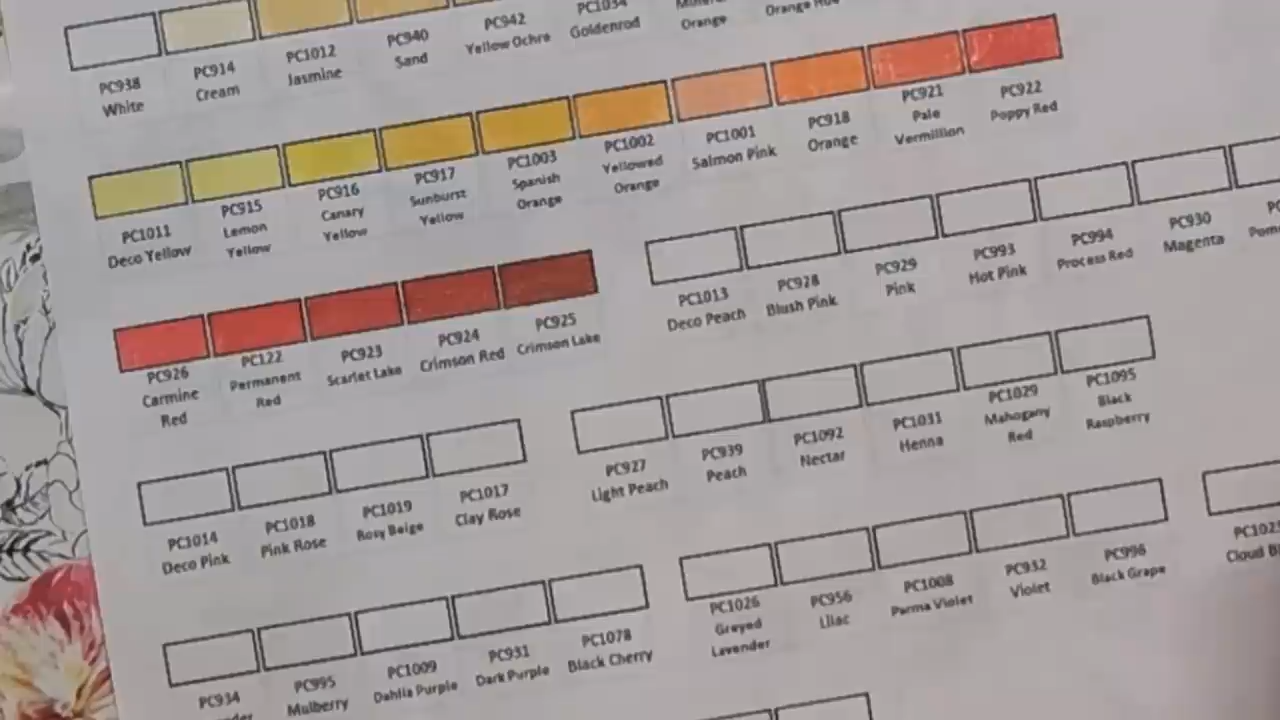 PC938
White
PC914
Cream
PC1012
Jasmine
PC940
Sand
PC942
Yellow Ochre
PC1034
Goldenrod
Orange
Orange Hue
PC1011
Deco Yellow
PC915
Lemon
Yellow
PC916
Canary
Yellow
PC917
Sunburst
Yellow
PC1003
Spanish
Orange
PC1002
Yellowed
Orange
PC1001
Salmon Pink
PC918
Orange
PC921
Pale
Vermillion
PC922
Poppy Red
PC926
Carmine
Red
PC122
Permanent
Red
PC923
Scarlet Lake
PC924
Crimson Red
PC925
Crimson Lake
PC1013
Deco Peach
PC928
Blush Pink
PC929
Pink
PC993
Hot Pink
PC994
Process Red
PC930
Magenta
PC1014
Deco Pink
PC1018
Pink Rose
PC1019
Rosy Beige
PC1017
Clay Rose
PC927
Light Peach
PC939
Peach
PC1092
Nectar
PC1031
Henna
PC1029
Mahogany
Red
PC1095
Black
Raspberry
PC934
PC995
Mulberry
PC1009
Dahlia Purple
PC931
Dark Purple
PC1078
Black Cherry
PC1026
Greyed
Lavender
PC956
Lilac
PC1008
Parma Violet
PC932
Violet
PC996
Black Grape
Cloud